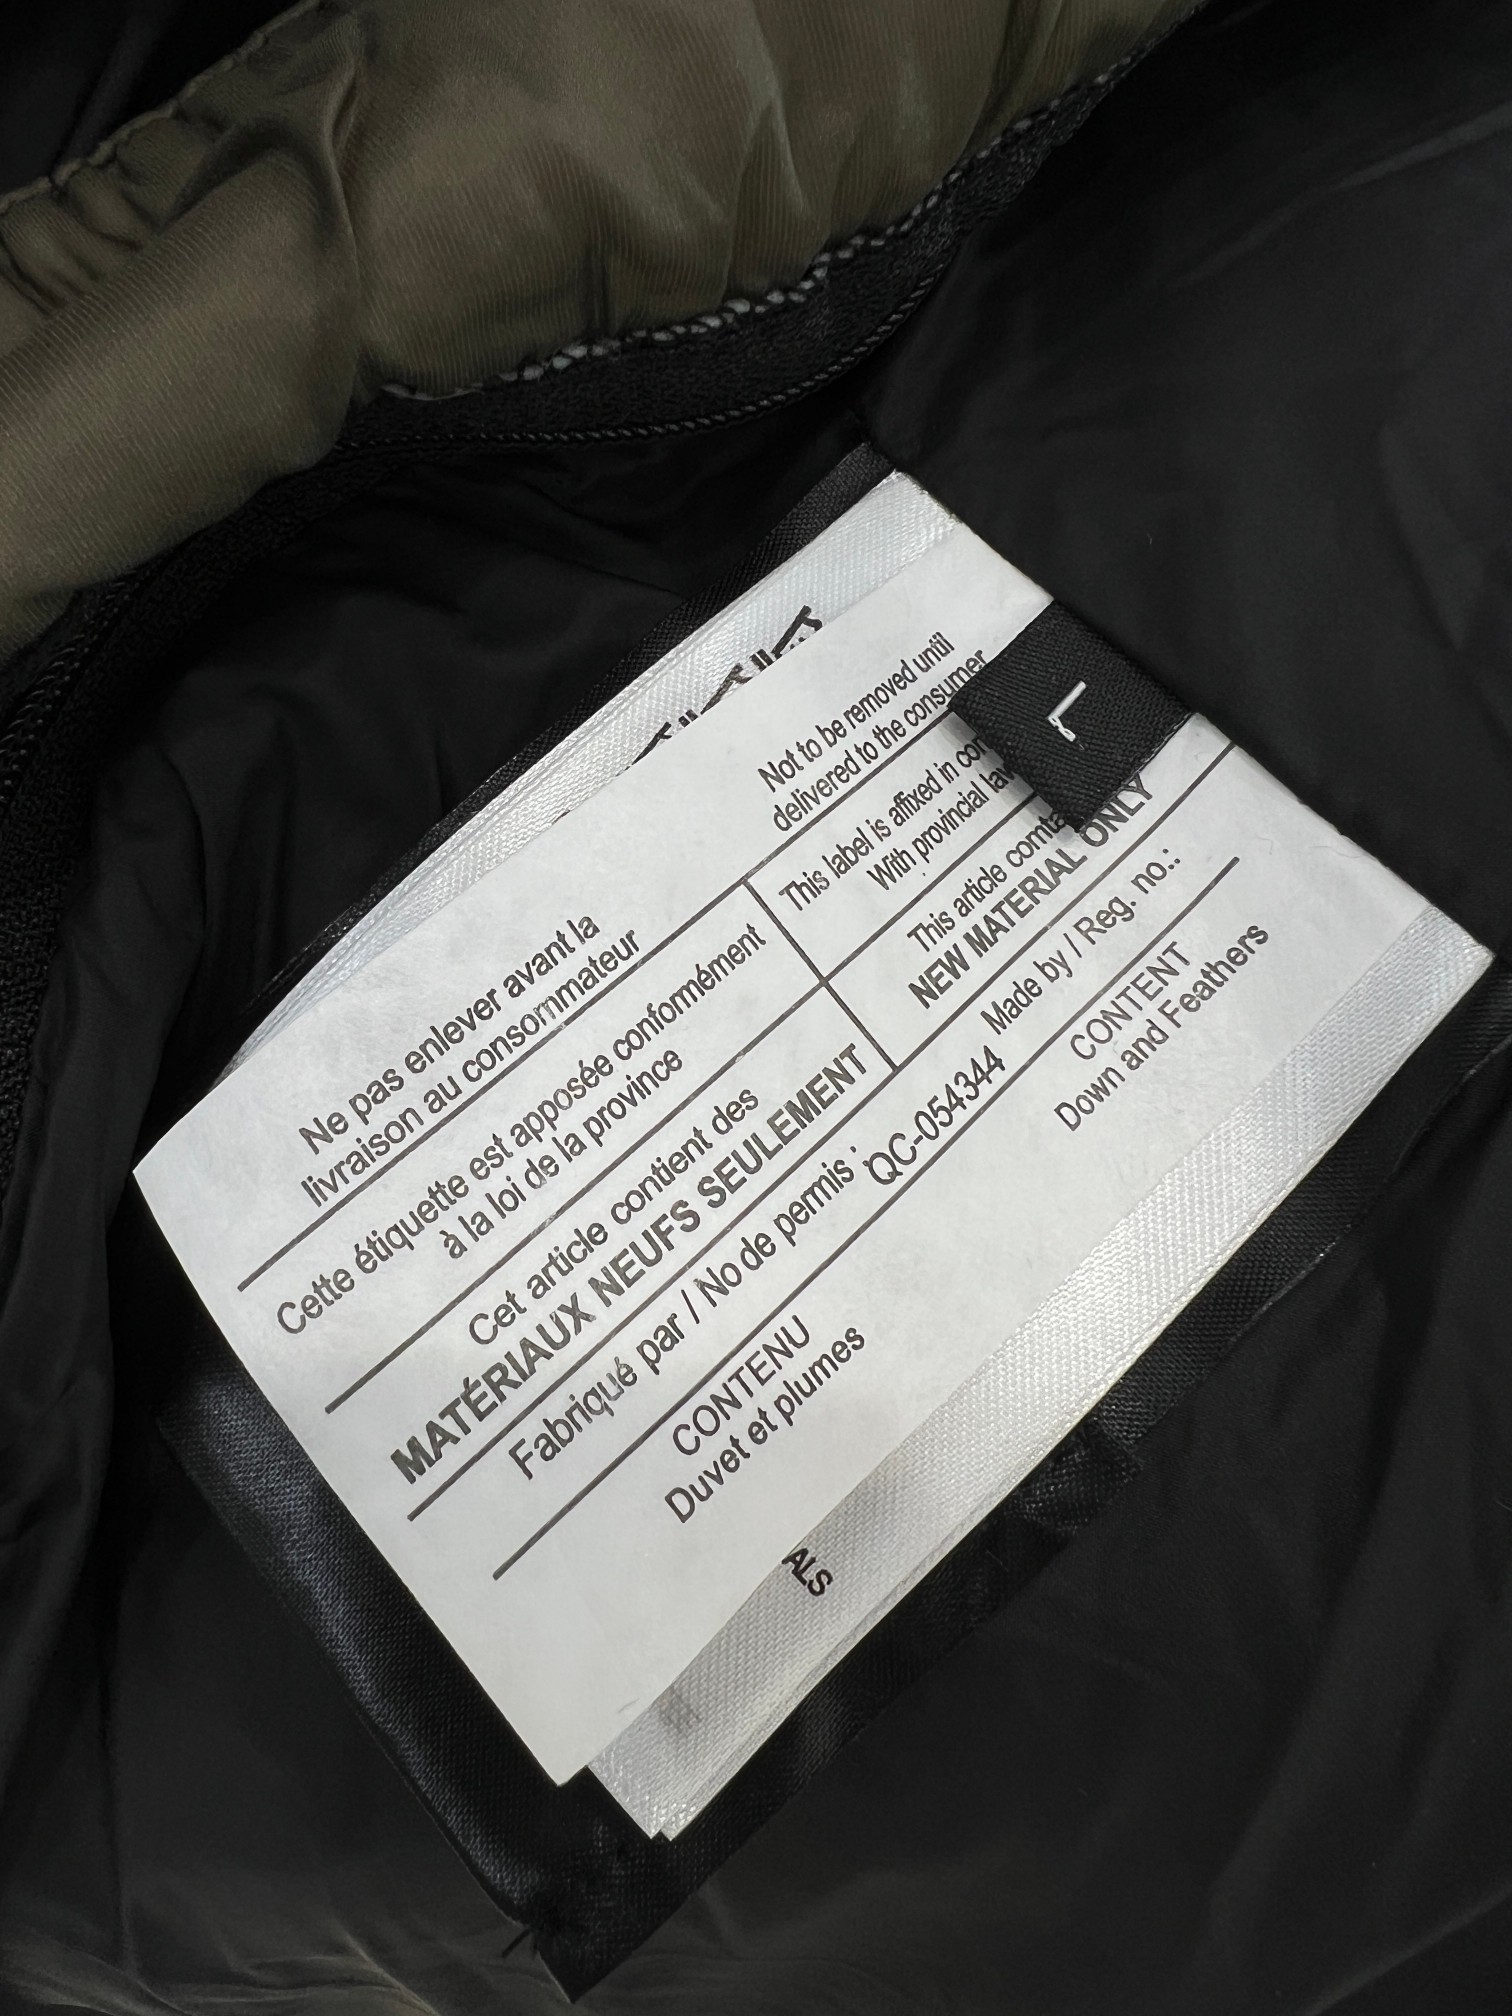 Ne pas enlever avant la
livraison au consommateur
Not to be removed until
delivered to the consumer
Cette étiquette est apposée conformément
à la loi de la province
This label is affixed in
With provincial
Cet article contient des
MATÉRIAUX NEUFS SEULEMENT
This article
NEW MATERIAL ONLY
Fabriqué par / No de permis : QC-054344 Made by / Reg. no.:
CONTENU
Duvet et plumes
CONTENT
Down and Feathers
L
ALS